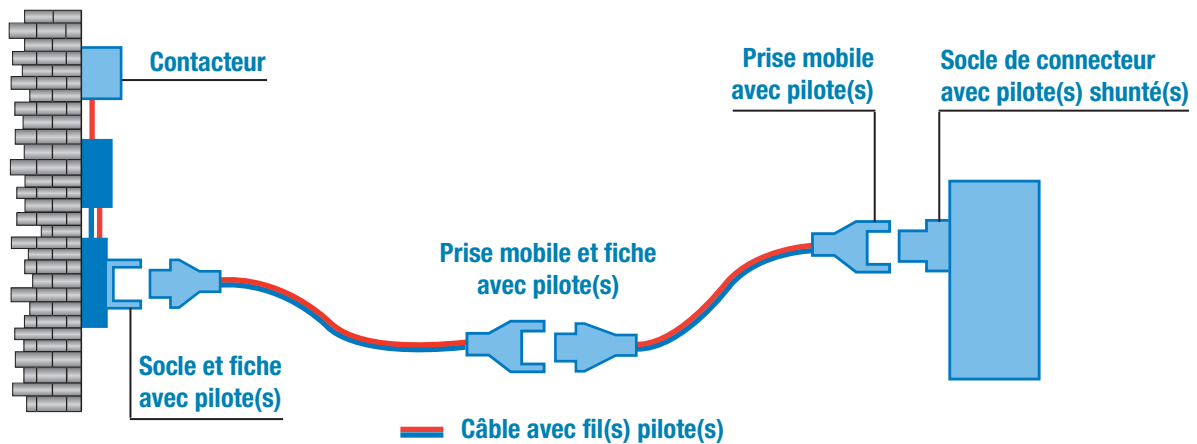 Contacteur
Prise mobile
avec pilote(s)
Socle de connecteur
avec pilote(s) shunté(s)
Prise mobile et fiche
avec pilote(s)
Socle et fiche
avec pilote(s)
Câble avec fil(s) pilote(s)